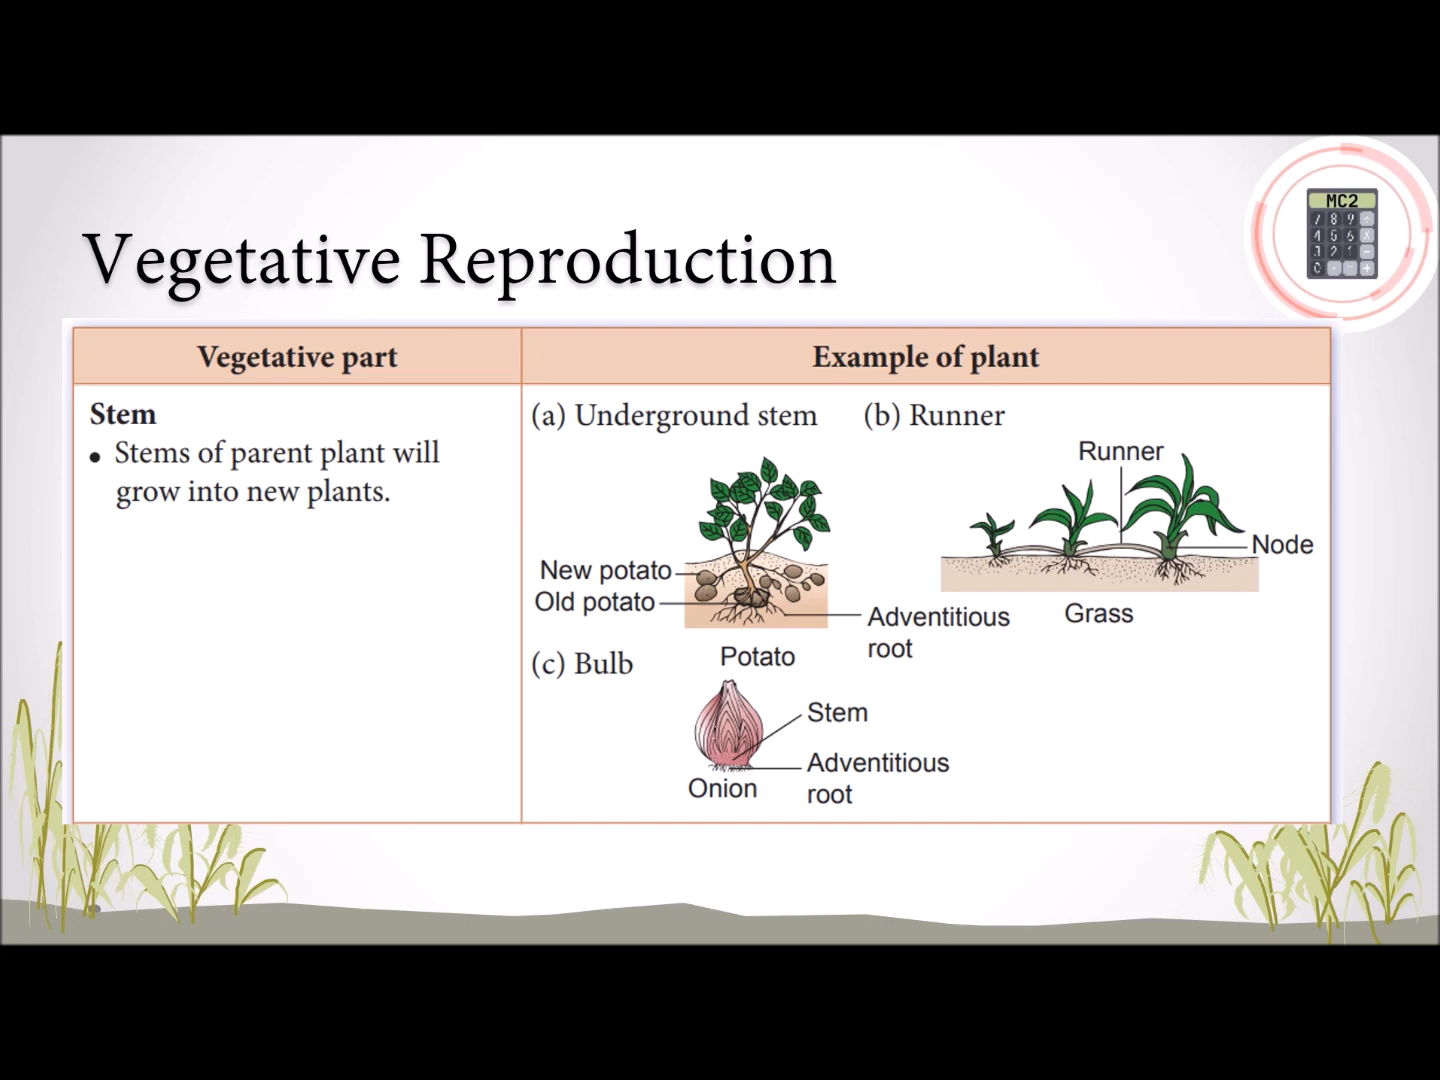 MC2
Vegetative Reproduction
Vegetative part
Example of plant
Stem
• Stems of parent plant will
grow into new plants.
(a) Underground stem
(b) Runner
Runner
Node
New potato
Old potato
Adventitious
root
Grass
Potato
(c) Bulb
Stem
Adventitious
root
Onion